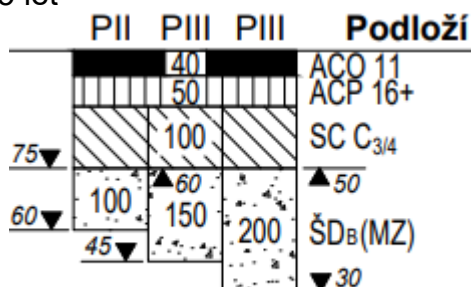 PII PIII PIII Podloží
40 ACO 11
50 ACP 16+
100 SC C3/4
75
60 50
100 150 200 ŠDB(MZ)
60
45
30